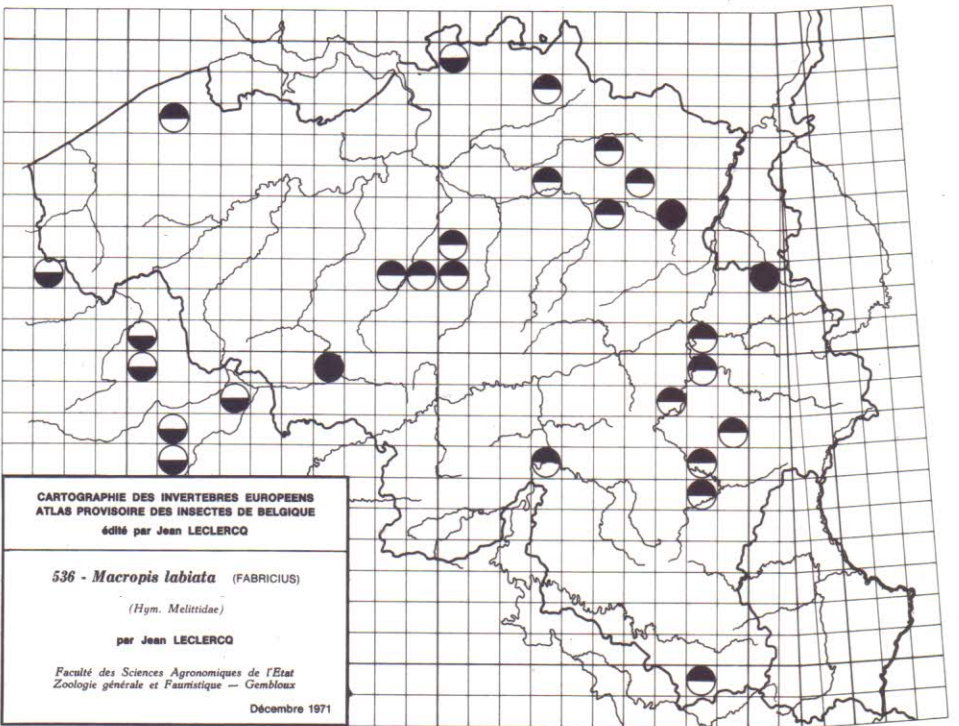 CARTOGRAPHIE DES INVERTEBRES EUROPEENS
ATLAS PROVISOIRE DES INSECTES DE BELGIQUE
édité par Jean LECLERCQ
536 - Macropis labiata (FABRICIUS)
(Hym. Melittidae)
par Jean LECLERCQ
Faculté des Sciences Agronomiques de l'Etat
Zoologie générale et Faunistique — Gembloux
Décembre 1971